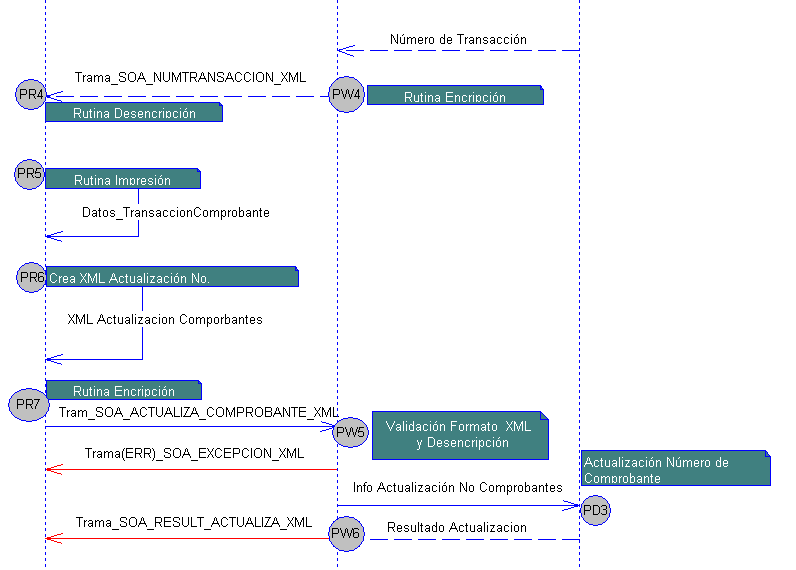 Número de Transacción
Trama_SOA_NUMTRANSACCION_XML
PR4
PW4
Rutina Encripción
Rutina Desencripción
PR5
Rutina Impresión
Datos_TransaccionComprobante
PR6
Crea XML Actualización No.
XML Actualizacion Comporbantes
Rutina Encripción
PR7
Tram_SOA_ACTUALIZA_COMPROBANTE_XML
PW5
Validación Formato XML
y Desencripción
Trama(ERR)_SOA_EXCEPCION_XML
Actualización Número de
Comprobante
Info Actualización No Comprobantes
PD3
Trama_SOA_RESULT_ACTUALIZA_XML
PW6
Resultado Actualizacion